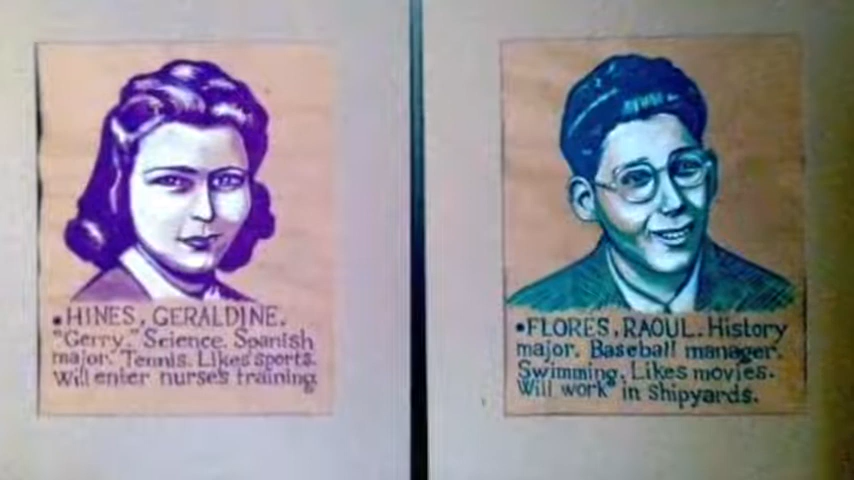 •HINES, GERALDINE.
"Gerry." Science. Spanish
major. Tennis. Likes sports.
Will enter nurse's training
•FLORES, RAOUL. History
major. Baseball manager.
Swimming. Likes movies.
Will work in Shipyards.